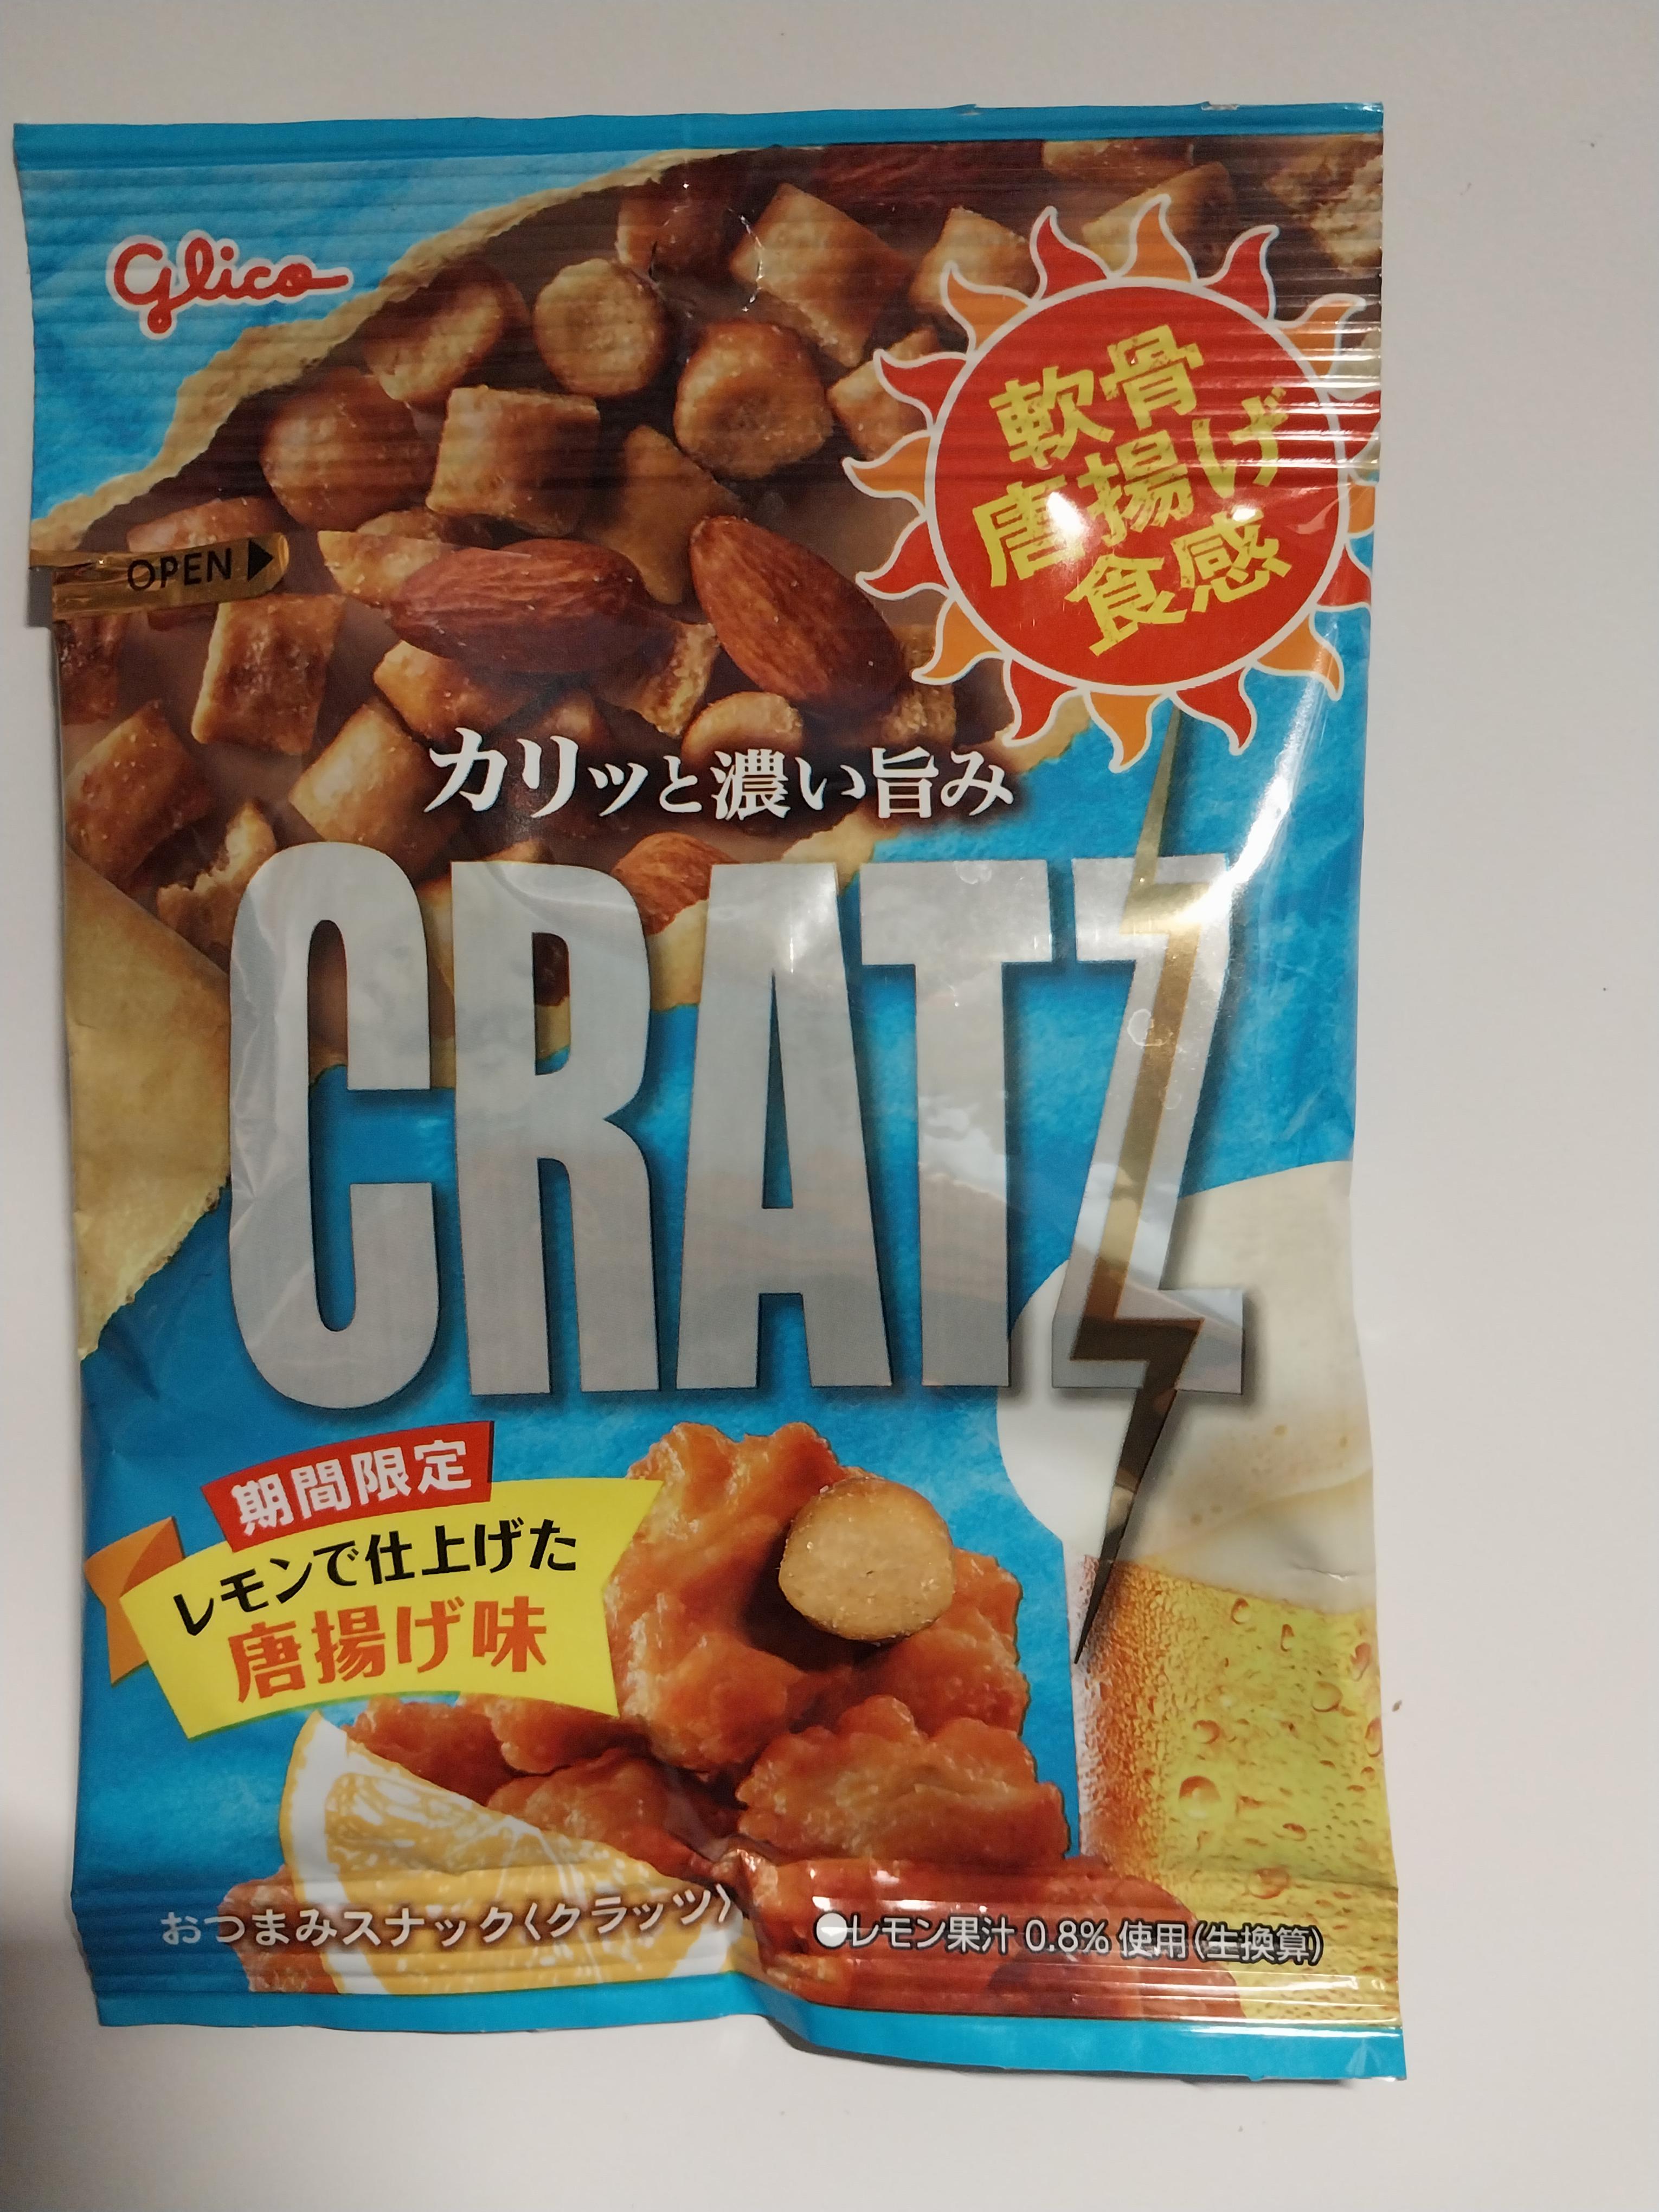 Glico
軟骨
唐揚げ
食感
OPEN
カリッと濃い旨み
CRATZ
期間限定
レモンで仕上げた
唐揚げ味
おつまみスナック〈クラッツ〉
●レモン果汁 0.8% 使用(生換算)